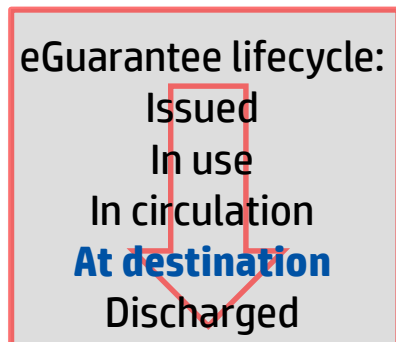 eGuarantee lifecycle:
Issued
In use
In circulation
At destination
Discharged